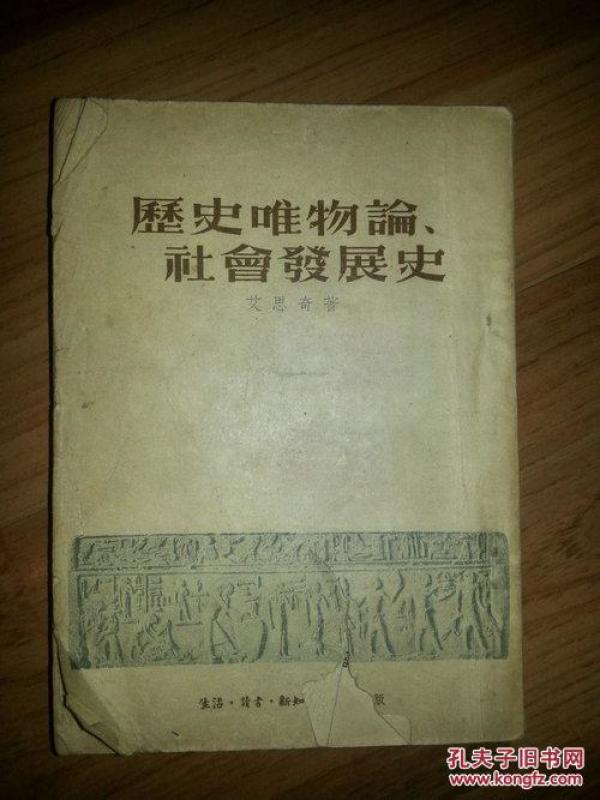 歷史唯物論、
社會發展史
艾思奇著
生活·讀書·新知 版
孔夫子旧书网
www.kongfz.com